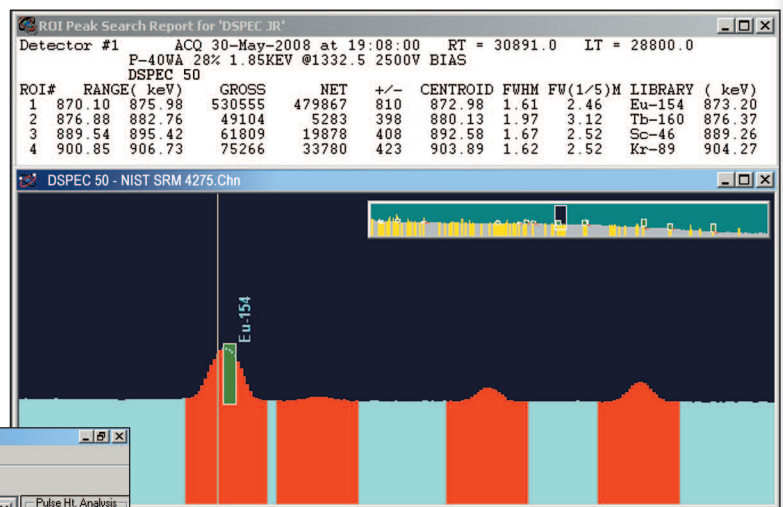 ROI Peak Search Report for 'DSPEC JR'
Detector #1 ACQ 30-May-2008 at 19:08:00 RT = 30891.0 LT = 28800.0
P-40WA 28% 1.85KEV @1332.5 2500V BIAS
DSPEC 50
ROI# RANGE( keV) GROSS NET +/- CENTROID FWHM FW(1/5)M LIBRARY ( keV)
1 870.10 875.98 530555 479867 810 872.98 1.61 2.46 Eu-154 873.20
2 876.88 882.76 49104 5283 398 880.13 1.97 3.12 Tb-160 876.37
3 889.54 895.42 61809 19878 408 892.58 1.67 2.52 Sc-46 889.26
4 900.85 906.73 75266 33780 423 903.89 1.62 2.52 Kr-89 904.27
DSPEC 50 - NIST SRM 4275.Chn
Eu-154
Pulse Ht. Analysis